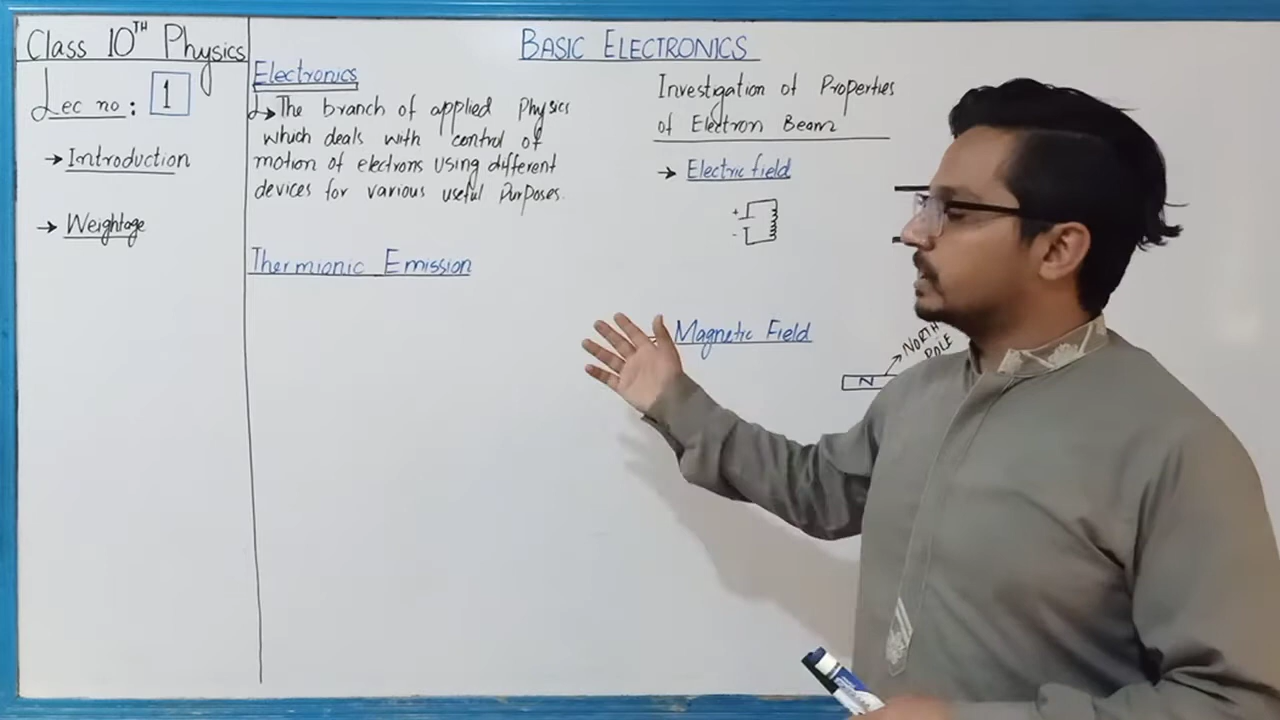 Class 10TH Physics
Lec no : 1
→ Introduction
→ Weightage
BASIC ELECTRONICS
Electronics
→ The branch of applied Physics
which deals with control of
motion of electrons using different
devices for various useful Purposes.
Thermionic Emission
Investigation of Properties
of Electron Beam
→ Electric field
+
-
Magnetic Field
NORTH
POLE
N